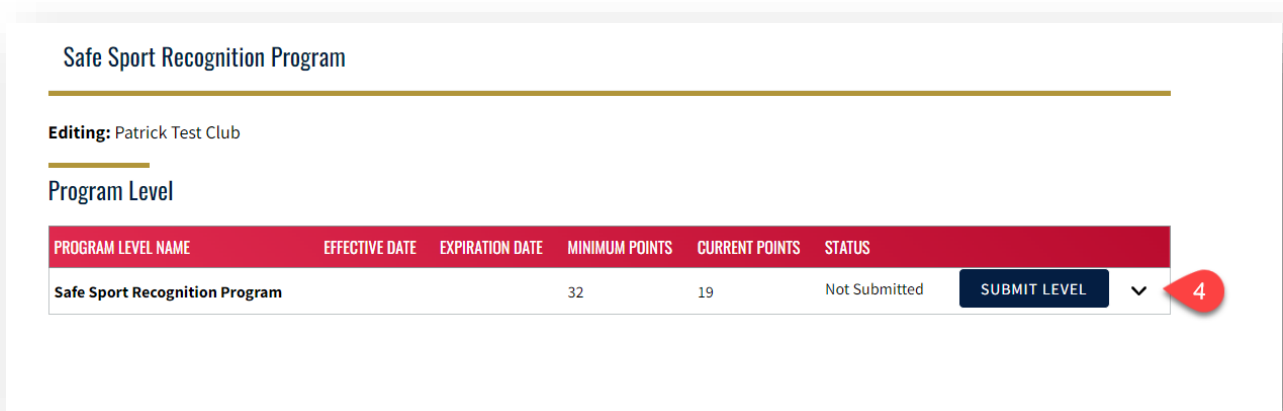 Safe Sport Recognition Program
Editing: Patrick Test Club
Program Level
PROGRAM LEVEL NAME EFFECTIVE DATE EXPIRATION DATE MINIMUM POINTS CURRENT POINTS STATUS
Safe Sport Recognition Program 32 19 Not Submitted SUBMIT LEVEL 4